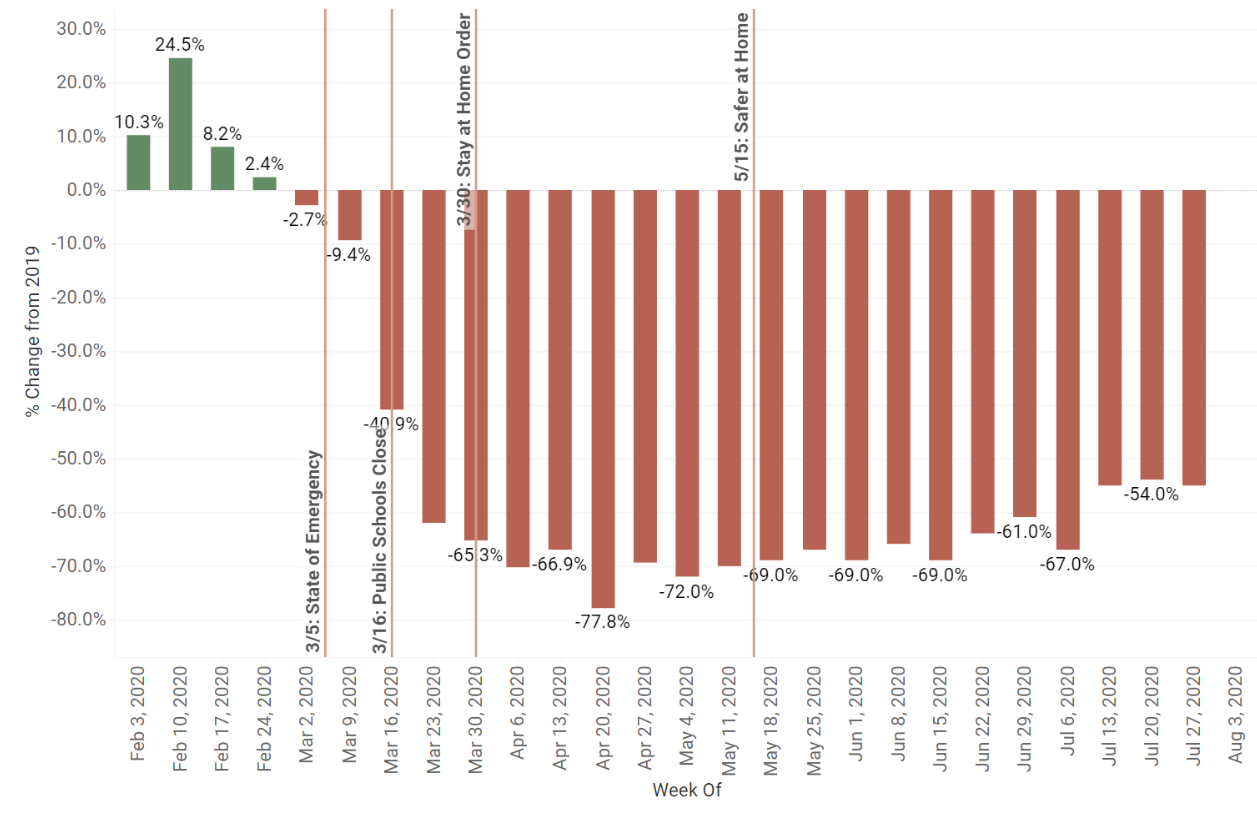 30.0%
20.0%
10.0%
0.0%
-10.0%
-20.0%
-30.0%
-40.0%
-50.0%
-60.0%
-70.0%
-80.0%
% Change from 2019
10.3%
24.5%
8.2%
2.4%
-2.7%
-9.4%
-40.9%
-65.3%
-66.9%
-77.8%
-72.0%
-69.0%
-69.0%
-69.0%
-61.0%
-67.0%
-54.0%
3/5: State of Emergency
3/16: Public Schools Close
3/30: Stay at Home Order
5/15: Safer at Home
Feb 3, 2020
Feb 10, 2020
Feb 17, 2020
Feb 24, 2020
Mar 2, 2020
Mar 9, 2020
Mar 16, 2020
Mar 23, 2020
Mar 30, 2020
Apr 6, 2020
Apr 13, 2020
Apr 20, 2020
Apr 27, 2020
May 4, 2020
May 11, 2020
May 18, 2020
May 25, 2020
Jun 1, 2020
Jun 8, 2020
Jun 15, 2020
Jun 22, 2020
Jun 29, 2020
Jul 6, 2020
Jul 13, 2020
Jul 20, 2020
Jul 27, 2020
Aug 3, 2020
Week Of